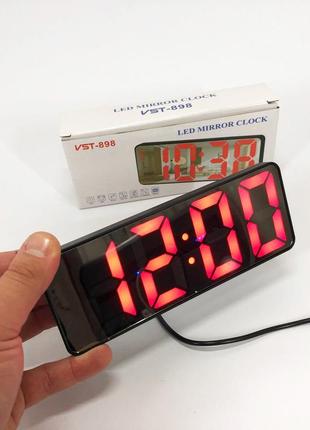 LED MIRROR CLOCK
VST-898
LED MIRROR CLOCK
VST-898
10:38
12:00